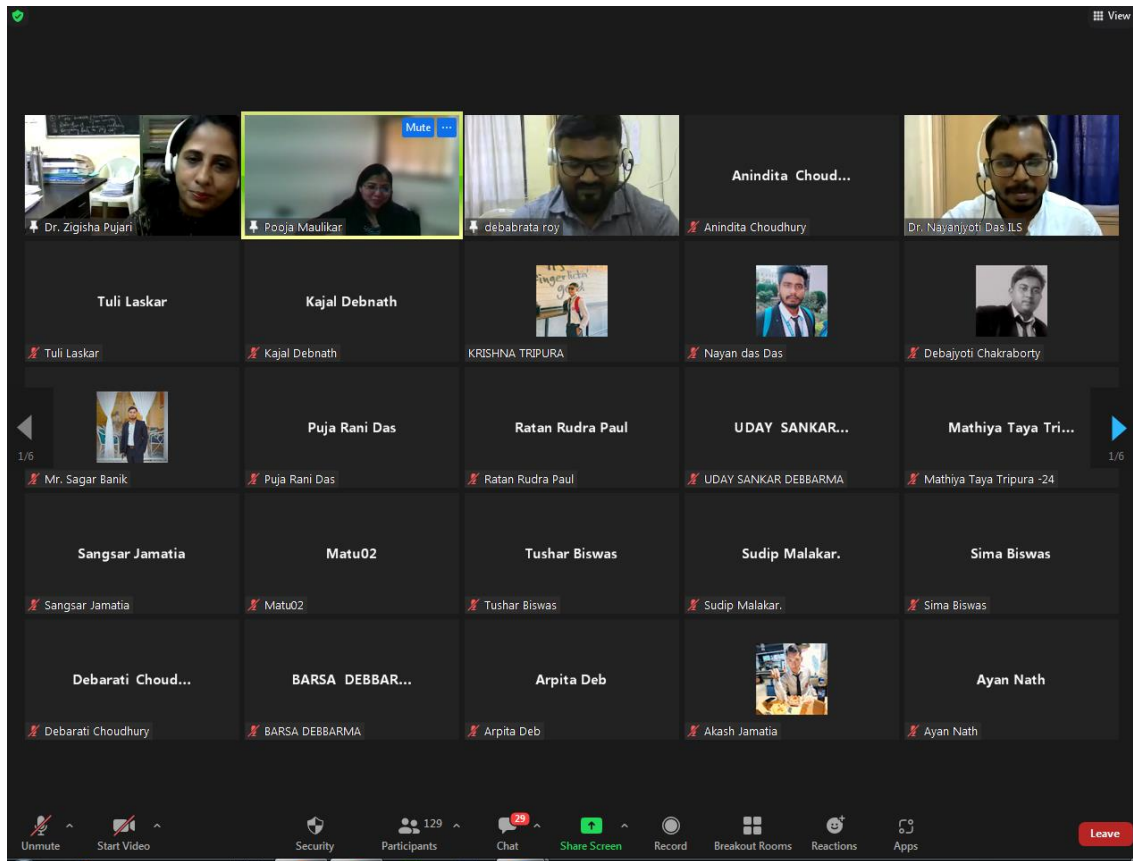 View
Mute ...
Dr. Zigisha Pujari
Pooja Maulikar
debabrata roy
Anindita Choud...
Anindita Choudhury
Dr. Nayanjyoti Das ILS
Tuli Laskar
Tuli Laskar
Kajal Debnath
Kajal Debnath
KRISHNA TRIPURA
Nayan das Das
Debajyoti Chakraborty
1/6
Mr. Sagar Banik
Puja Rani Das
Puja Rani Das
Ratan Rudra Paul
Ratan Rudra Paul
UDAY SANKAR...
UDAY SANKAR DEBBARMA
Mathiya Taya Tri...
Mathiya Taya Tripura -24
1/6
Sangsar Jamatia
Sangsar Jamatia
Matu02
Matu02
Tushar Biswas
Tushar Biswas
Sudip Malakar.
Sudip Malakar.
Sima Biswas
Sima Biswas
Debarati Choud...
Debarati Choudhury
BARSA DEBBAR...
BARSA DEBBARMA
Arpita Deb
Arpita Deb
Akash Jamatia
Ayan Nath
Ayan Nath
Unmute
Start Video
Security
129
Participants
29
Chat
Share Screen
Record
Breakout Rooms
Reactions
Apps
Leave